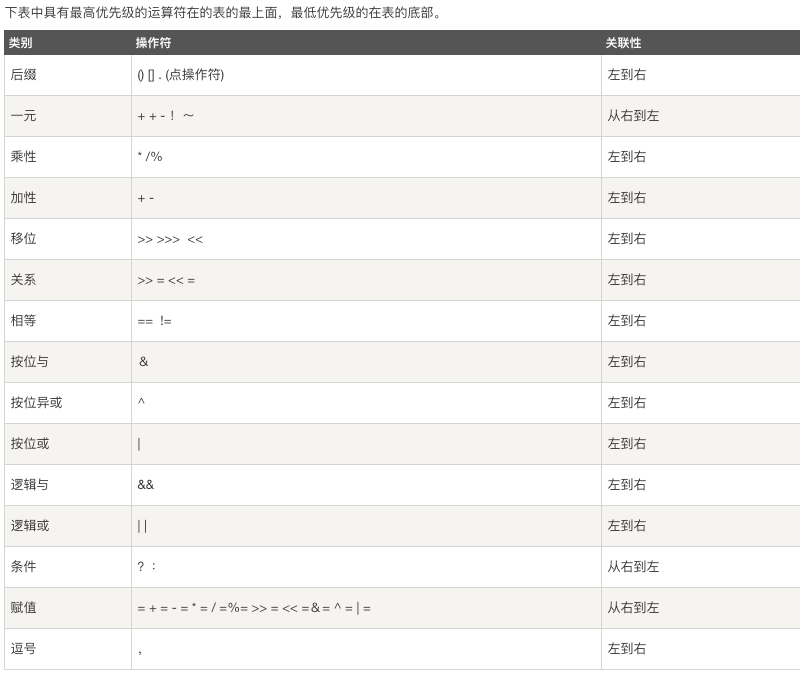 下表中具有最高优先级的运算符在的表的最上面，最低优先级的在表的底部。
类别 操作符 关联性
后缀 () [] . (点操作符) 左到右
一元 + + - ！ ～ 从右到左
乘性 * /% 左到右
加性 + - 左到右
移位 >> >>> << 左到右
关系 >> = << = 左到右
相等 == != 左到右
按位与 & 左到右
按位异或 ^ 左到右
按位或 | 左到右
逻辑与 && 左到右
逻辑或 | | 左到右
条件 ？： 从右到左
赋值 = + = - = * = / =%= >> = << =& = ^ = | = 从右到左
逗号 , 左到右